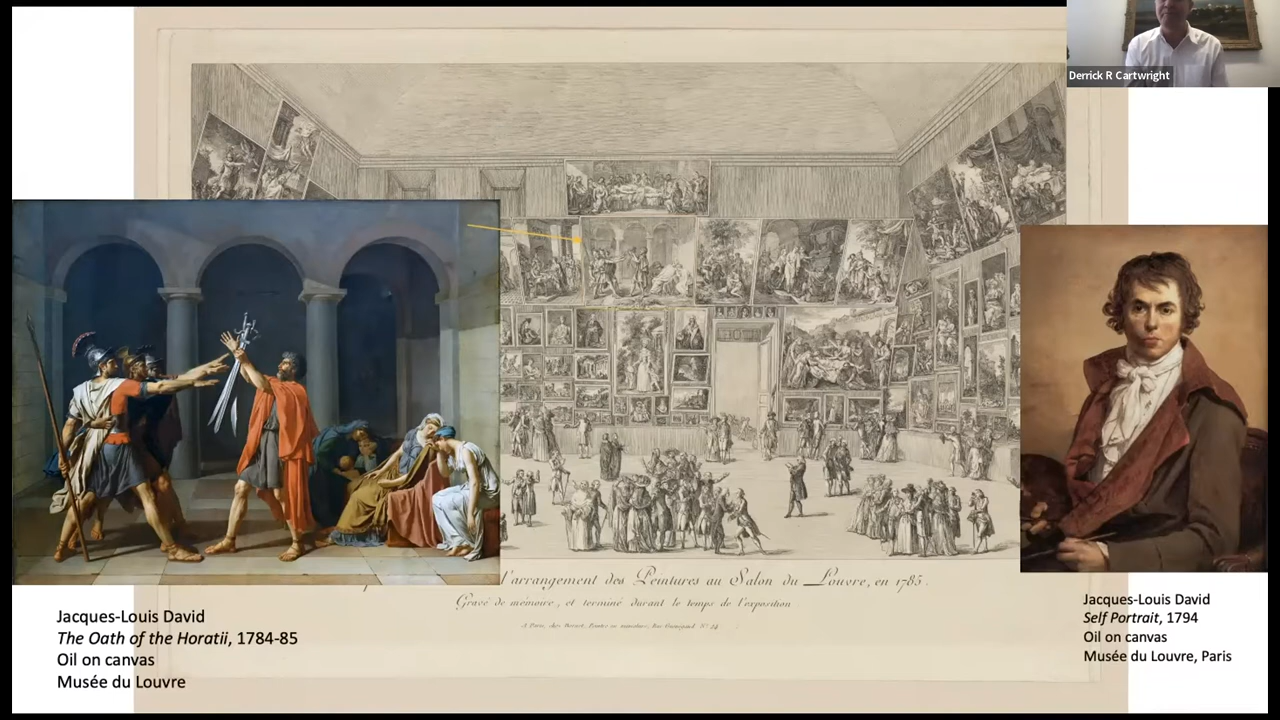 Derrick R Cartwright
l'arrangement des Peintures au Salon du Louvre, en 1785.
Gravé de mémoire, et terminé durant le temps de l'exposition
A Paris, chez
Jacques-Louis David
The Oath of the Horatii, 1784-85
Oil on canvas
Musée du Louvre
Jacques-Louis David
Self Portrait, 1794
Oil on canvas
Musée du Louvre, Paris